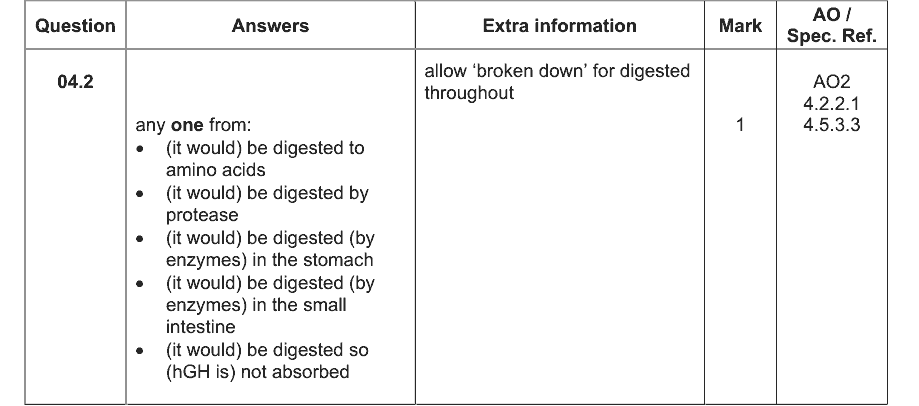 Question Answers Extra information Mark AO /
Spec. Ref.
04.2
allow ‘broken down’ for digested
throughout
any one from:
• (it would) be digested to
amino acids
• (it would) be digested by
protease
• (it would) be digested (by
enzymes) in the stomach
• (it would) be digested (by
enzymes) in the small
intestine
• (it would) be digested so
(hGH is) not absorbed
1
AO2
4.2.2.1
4.5.3.3